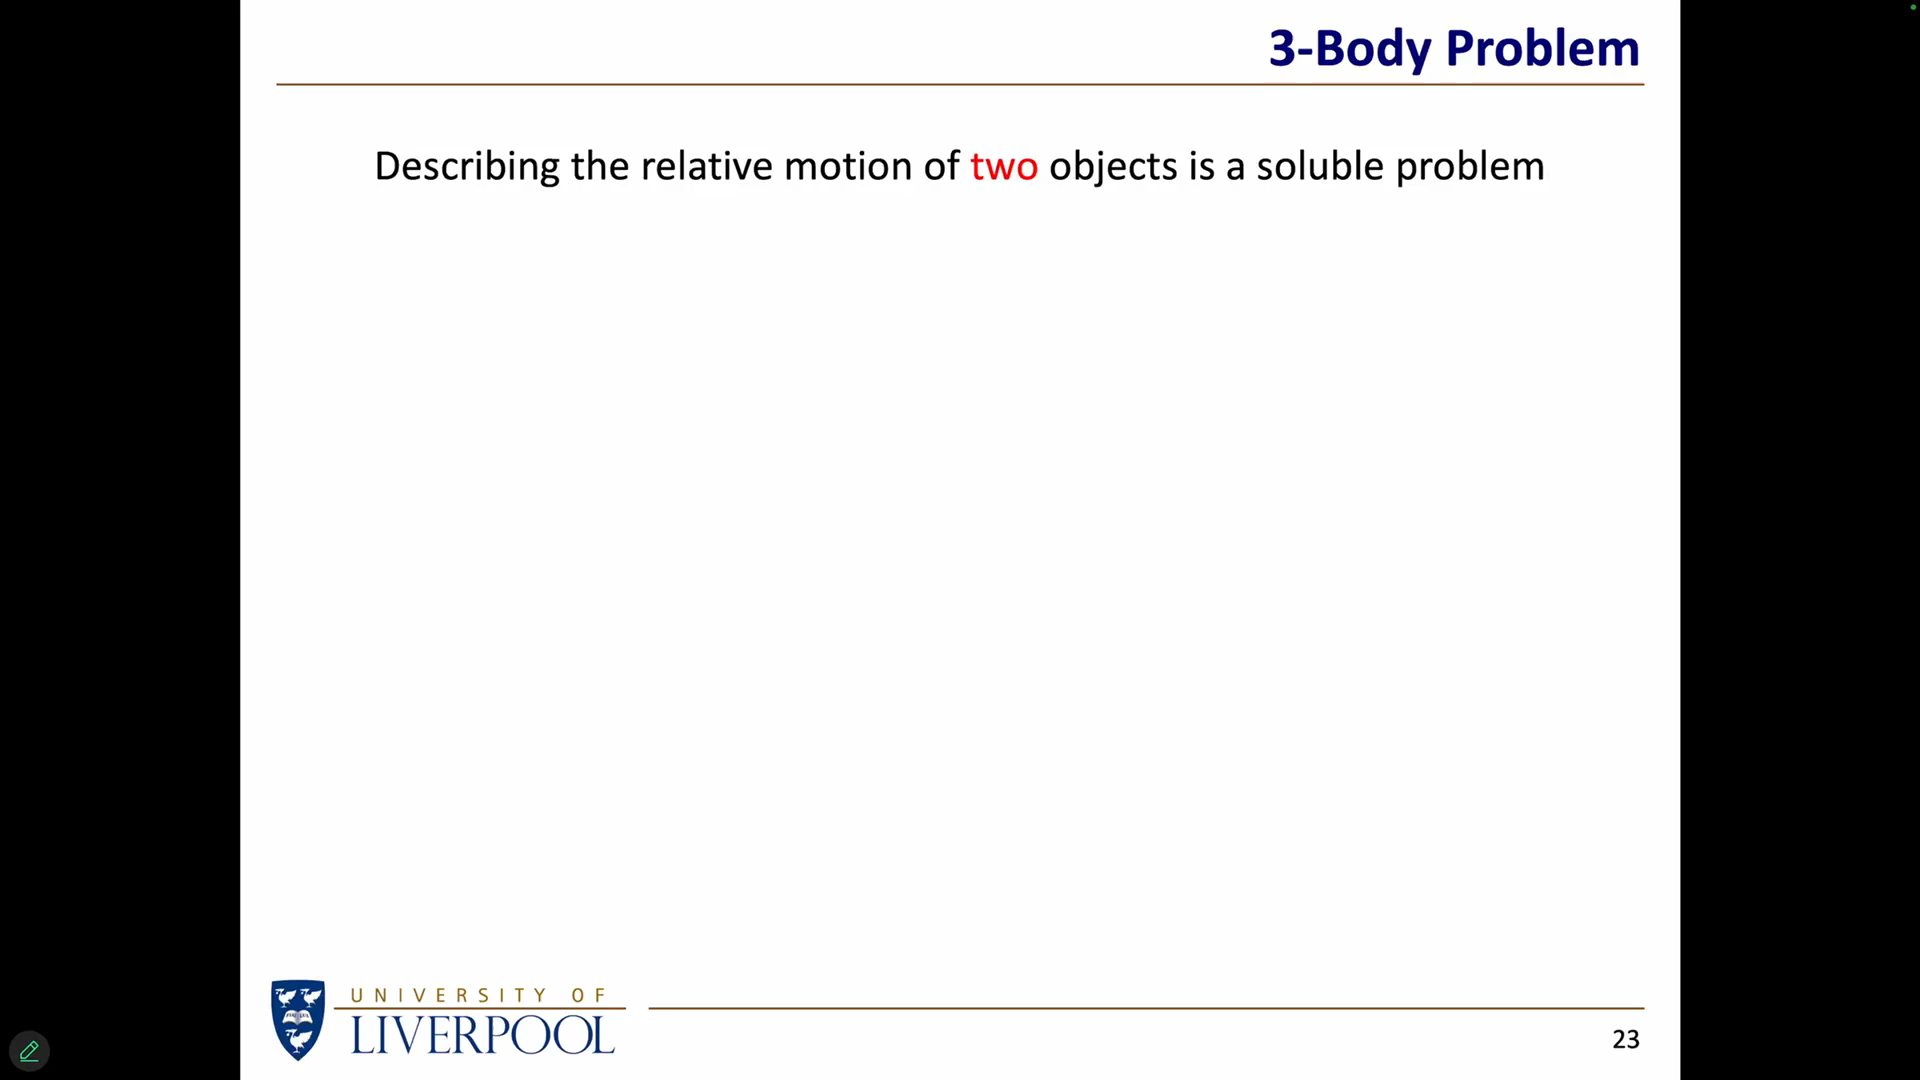 3-Body Problem
Describing the relative motion of two objects is a soluble problem
UNIVERSITY OF
LIVERPOOL
23